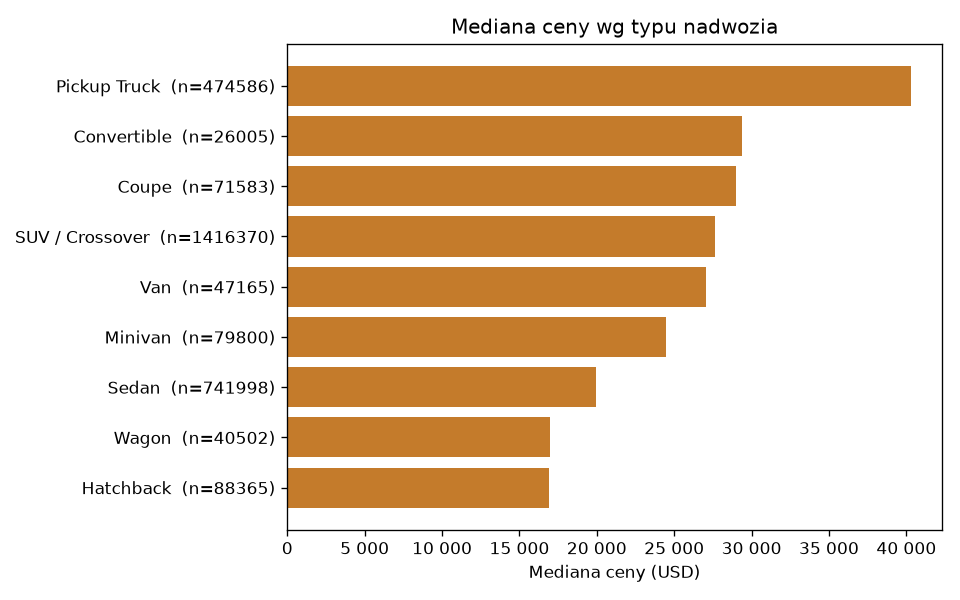 Mediana ceny wg typu nadwozia
Pickup Truck (n=474586)
Convertible (n=26005)
Coupe (n=71583)
SUV / Crossover (n=1416370)
Van (n=47165)
Minivan (n=79800)
Sedan (n=741998)
Wagon (n=40502)
Hatchback (n=88365)
0 5 000 10 000 15 000 20 000 25 000 30 000 35 000 40 000
Mediana ceny (USD)